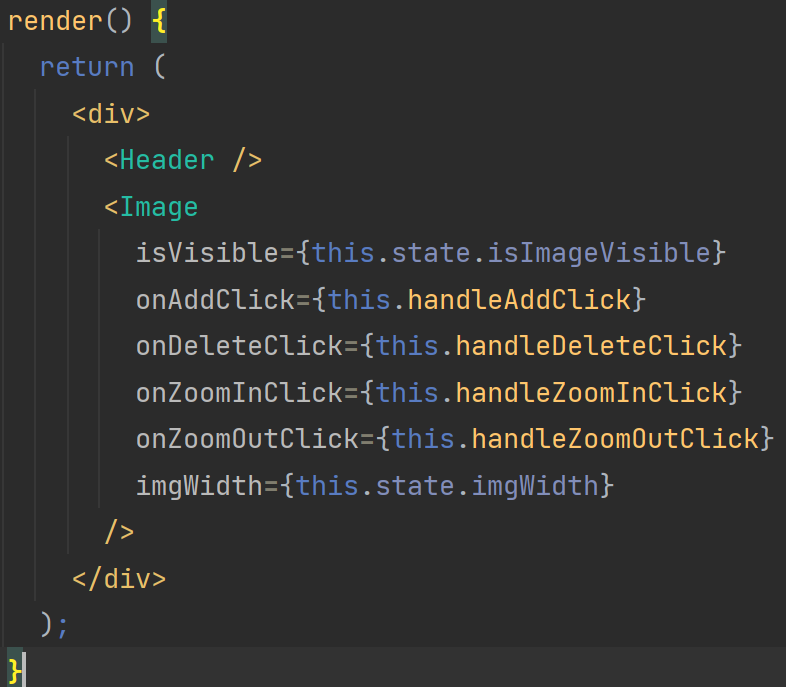 render() {
return (
<div>
<Header />
<Image
isVisible={this.state.isImageVisible}
onAddClick={this.handleAddClick}
onDeleteClick={this.handleDeleteClick}
onZoomInClick={this.handleZoomInClick}
onZoomOutClick={this.handleZoomOutClick}
imgWidth={this.state.imgWidth}
/>
</div>
);
}